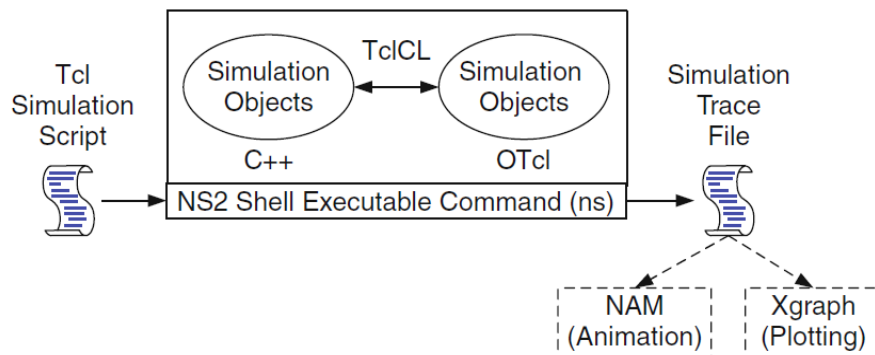 Tcl
Simulation
Script
TclCL
Simulation
Objects
Simulation
Objects
C++
OTcl
NS2 Shell Executable Command (ns)
Simulation
Trace
File
NAM
(Animation)
Xgraph
(Plotting)